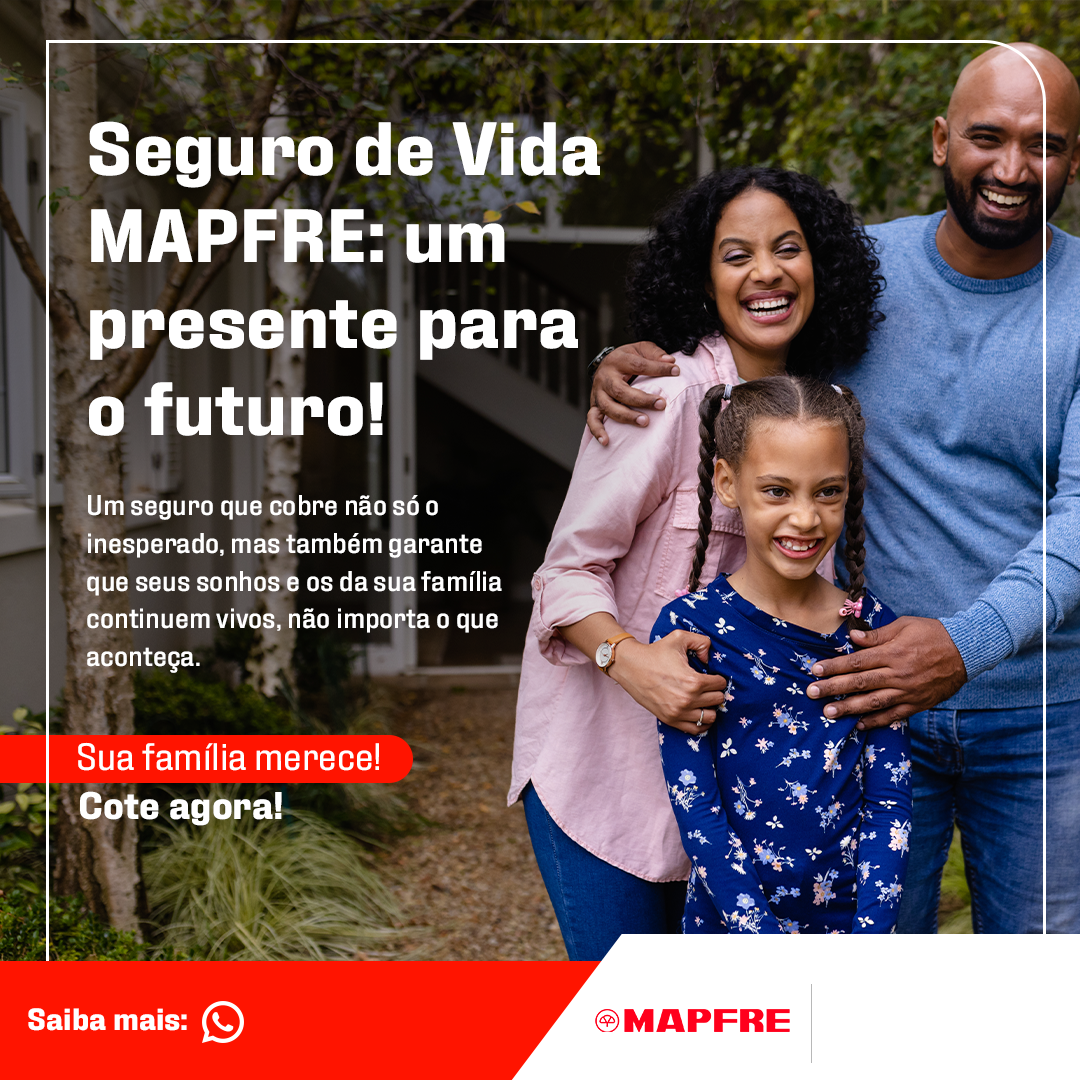 Seguro de Vida
MAPFRE: um
presente para
o futuro!
Um seguro que cobre não só o
inesperado, mas também garante
que seus sonhos e os da sua família
continuem vivos, não importa o que
aconteça.
Sua família merece!
Cote agora!
Saiba mais:
MAPFRE